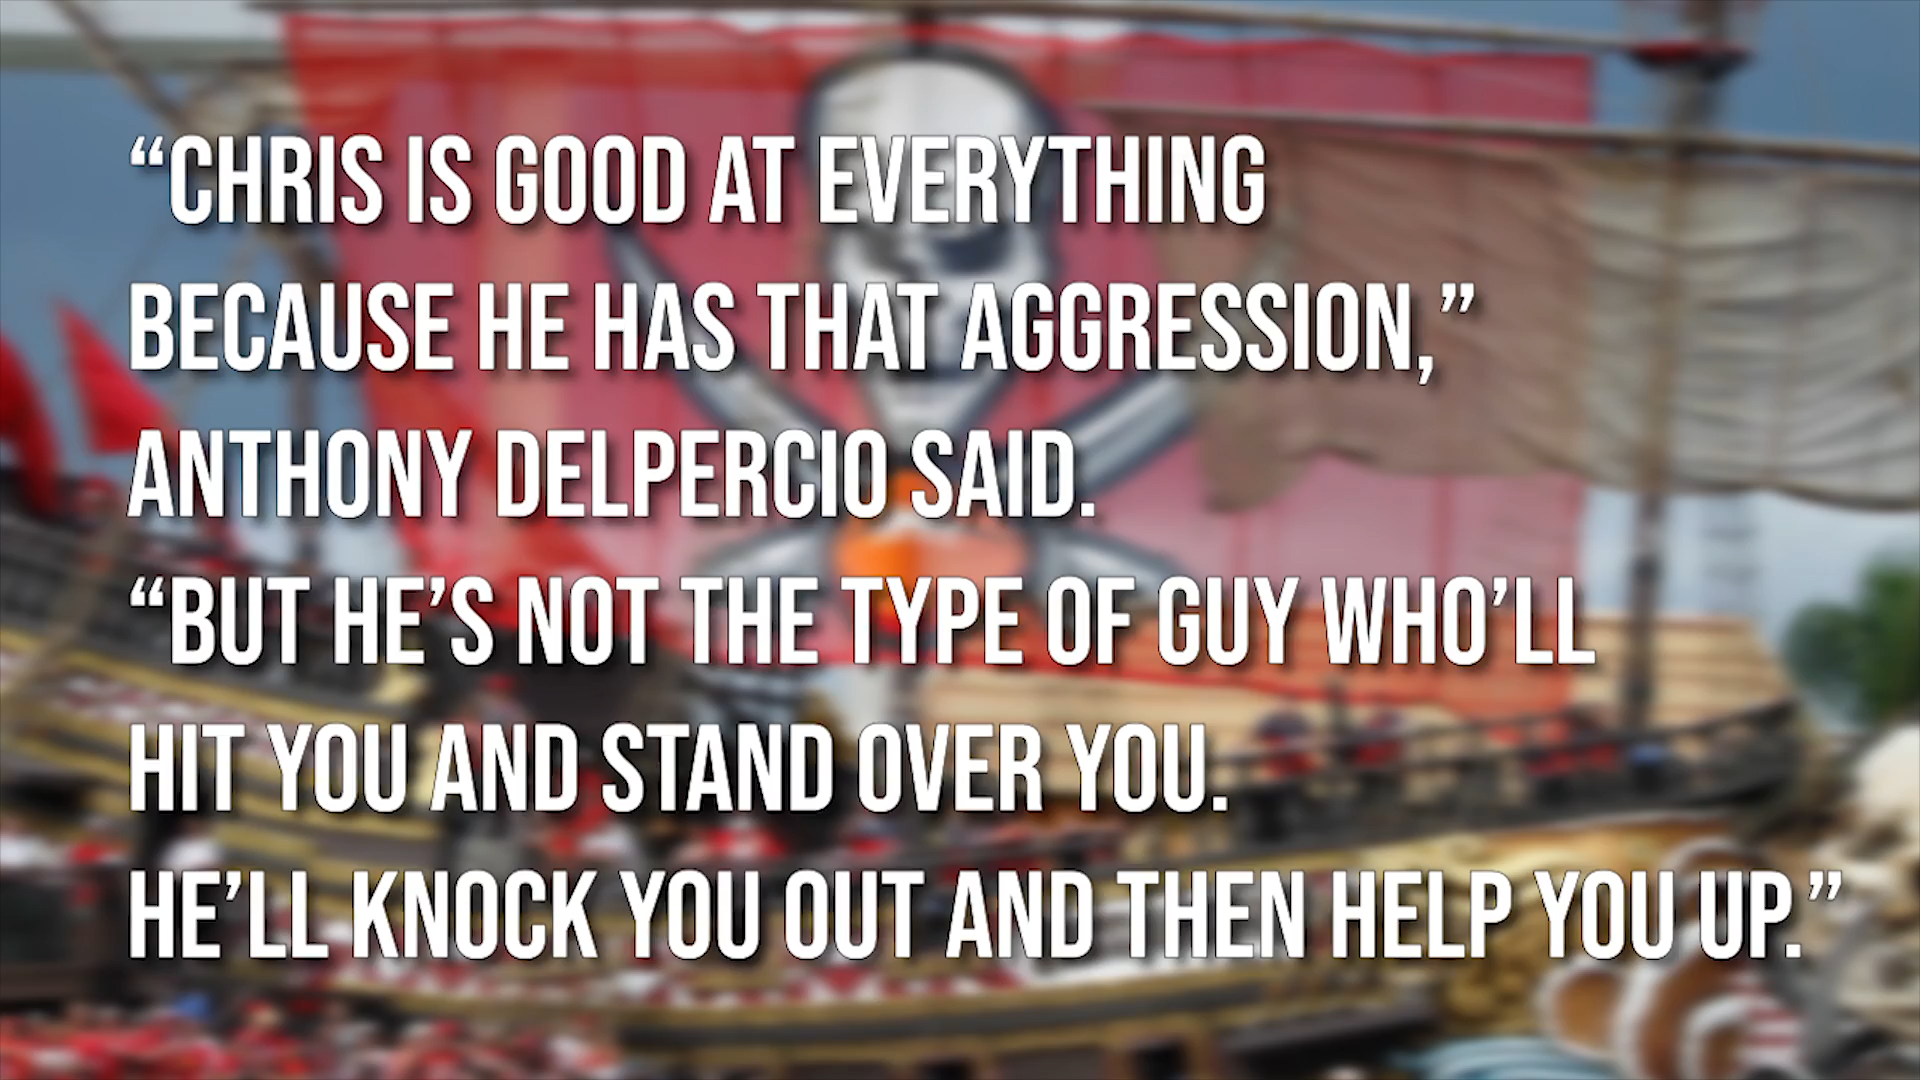 “CHRIS IS GOOD AT EVERYTHING
BECAUSE HE HAS THAT AGGRESSION,”
ANTHONY DELPERCIO SAID.
“BUT HE’S NOT THE TYPE OF GUY WHO’LL
HIT YOU AND STAND OVER YOU.
HE’LL KNOCK YOU OUT AND THEN HELP YOU UP.”